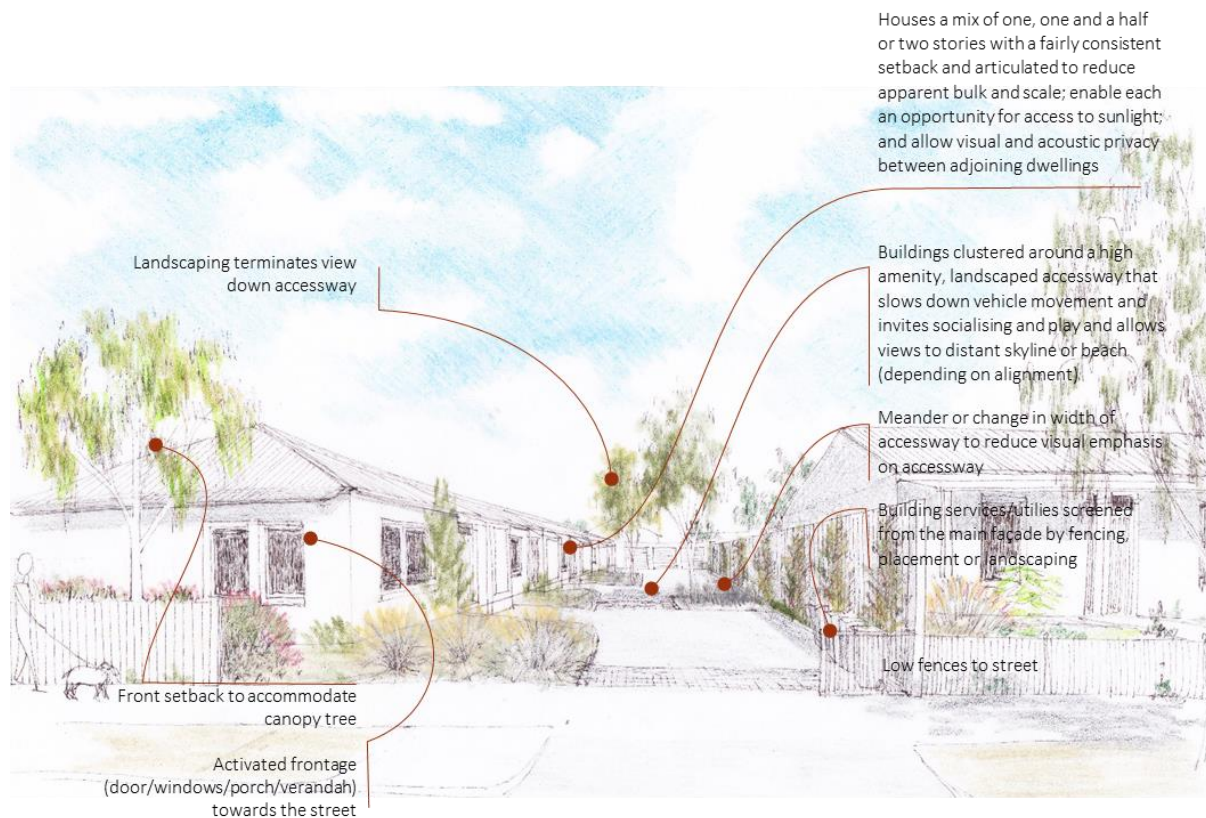 Houses a mix of one, one and a half
or two stories with a fairly consistent
setback and articulated to reduce
apparent bulk and scale; enable each
an opportunity for access to sunlight;
and allow visual and acoustic privacy
between adjoining dwellings
Landscaping terminates view
down accessway
Buildings clustered around a high
amenity, landscaped accessway that
slows down vehicle movement and
invites socialising and play and allows
views to distant skyline or beach
(depending on alignment)
Meander or change in width of
accessway to reduce visual emphasis
on accessway
Building services/utilies screened
from the main façade by fencing,
placement or landscaping
Low fences to street
Front setback to accommodate
canopy tree
Activated frontage
(door/windows/porch/verandah)
towards the street